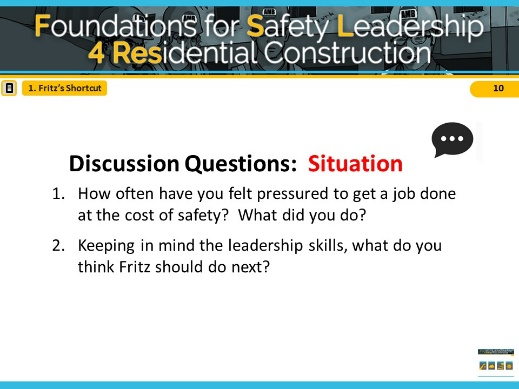 Foundations for Safety Leadership
4 Residential Construction
1. Fritz's Shortcut
10
Discussion Questions: Situation
1. How often have you felt pressured to get a job done
at the cost of safety? What did you do?
2. Keeping in mind the leadership skills, what do you
think Fritz should do next?